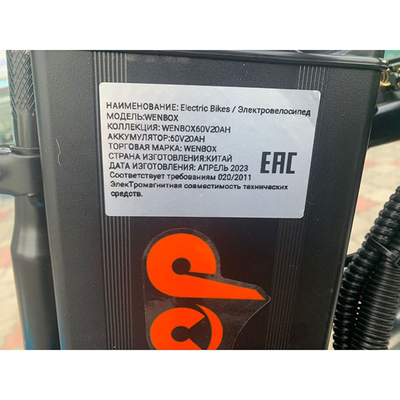 НАИМЕНОВАНИЕ: Electric Bikes / Электровелосипед
МОДЕЛЬ:WENBOX
КОЛЛЕКЦИЯ: WENBOX60V20AH
АККУМУЛЯТОР:60V20AH
ТОРГОВАЯ МАРКА: WENBOX
СТРАНА ИЗГОТОВЛЕНИЯ:КИТАЙ
ДАТА ИЗГОТОВЛЕНИЯ: АПРЕЛЬ 2023
Соответствует требованиям 020/2011
ЭлекТромагнитная совместимость технических
средств.
EAC